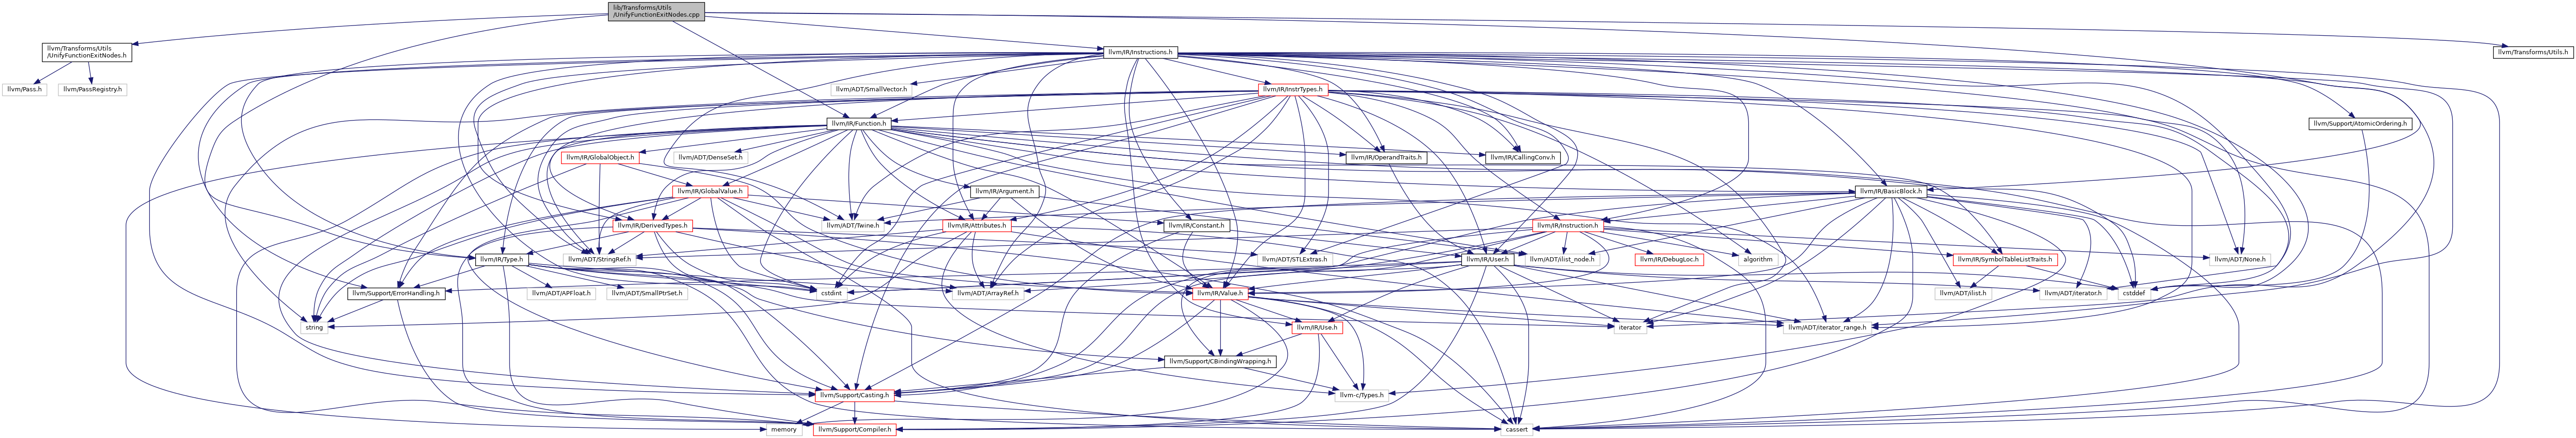 lib/Transforms/Utils
/UnifyFunctionExitNodes.cpp
llvm/Transforms/Utils
/UnifyFunctionExitNodes.h
llvm/IR/Instructions.h
llvm/Transforms/Utils.h
llvm/Pass.h
llvm/PassRegistry.h
llvm/ADT/SmallVector.h
llvm/IR/InstrTypes.h
llvm/IR/Function.h
llvm/Support/AtomicOrdering.h
llvm/IR/GlobalObject.h
llvm/ADT/DenseSet.h
llvm/IR/OperandTraits.h
llvm/IR/CallingConv.h
llvm/IR/GlobalValue.h
llvm/IR/Argument.h
llvm/IR/BasicBlock.h
llvm/IR/DerivedTypes.h
llvm/ADT/Twine.h
llvm/IR/Attributes.h
llvm/IR/Constant.h
llvm/IR/Instruction.h
llvm/IR/Type.h
llvm/ADT/StringRef.h
llvm/ADT/STLExtras.h
llvm/IR/User.h
llvm/ADT/ilist_node.h
llvm/IR/DebugLoc.h
algorithm
llvm/IR/SymbolTableListTraits.h
llvm/ADT/None.h
llvm/Support/ErrorHandling.h
llvm/ADT/APFloat.h
llvm/ADT/SmallPtrSet.h
cstdint
llvm/ADT/ArrayRef.h
llvm/IR/Value.h
llvm/ADT/ilist.h
llvm/ADT/iterator.h
cstddef
string
llvm/IR/Use.h
iterator
llvm/ADT/iterator_range.h
llvm/Support/CBindingWrapping.h
llvm/Support/Casting.h
llvm-c/Types.h
memory
llvm/Support/Compiler.h
cassert